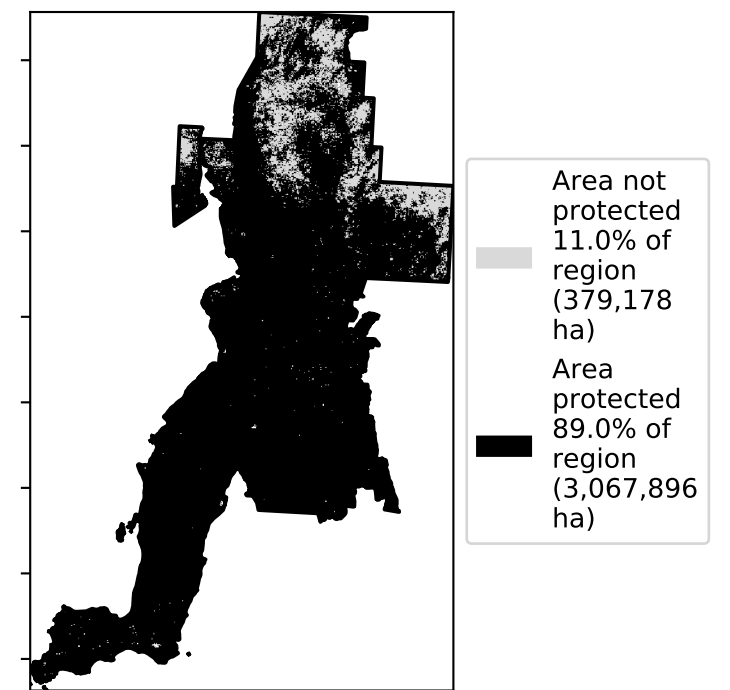 Area not
protected
11.0% of
region
(379,178
ha)
Area
protected
89.0% of
region
(3,067,896
ha)